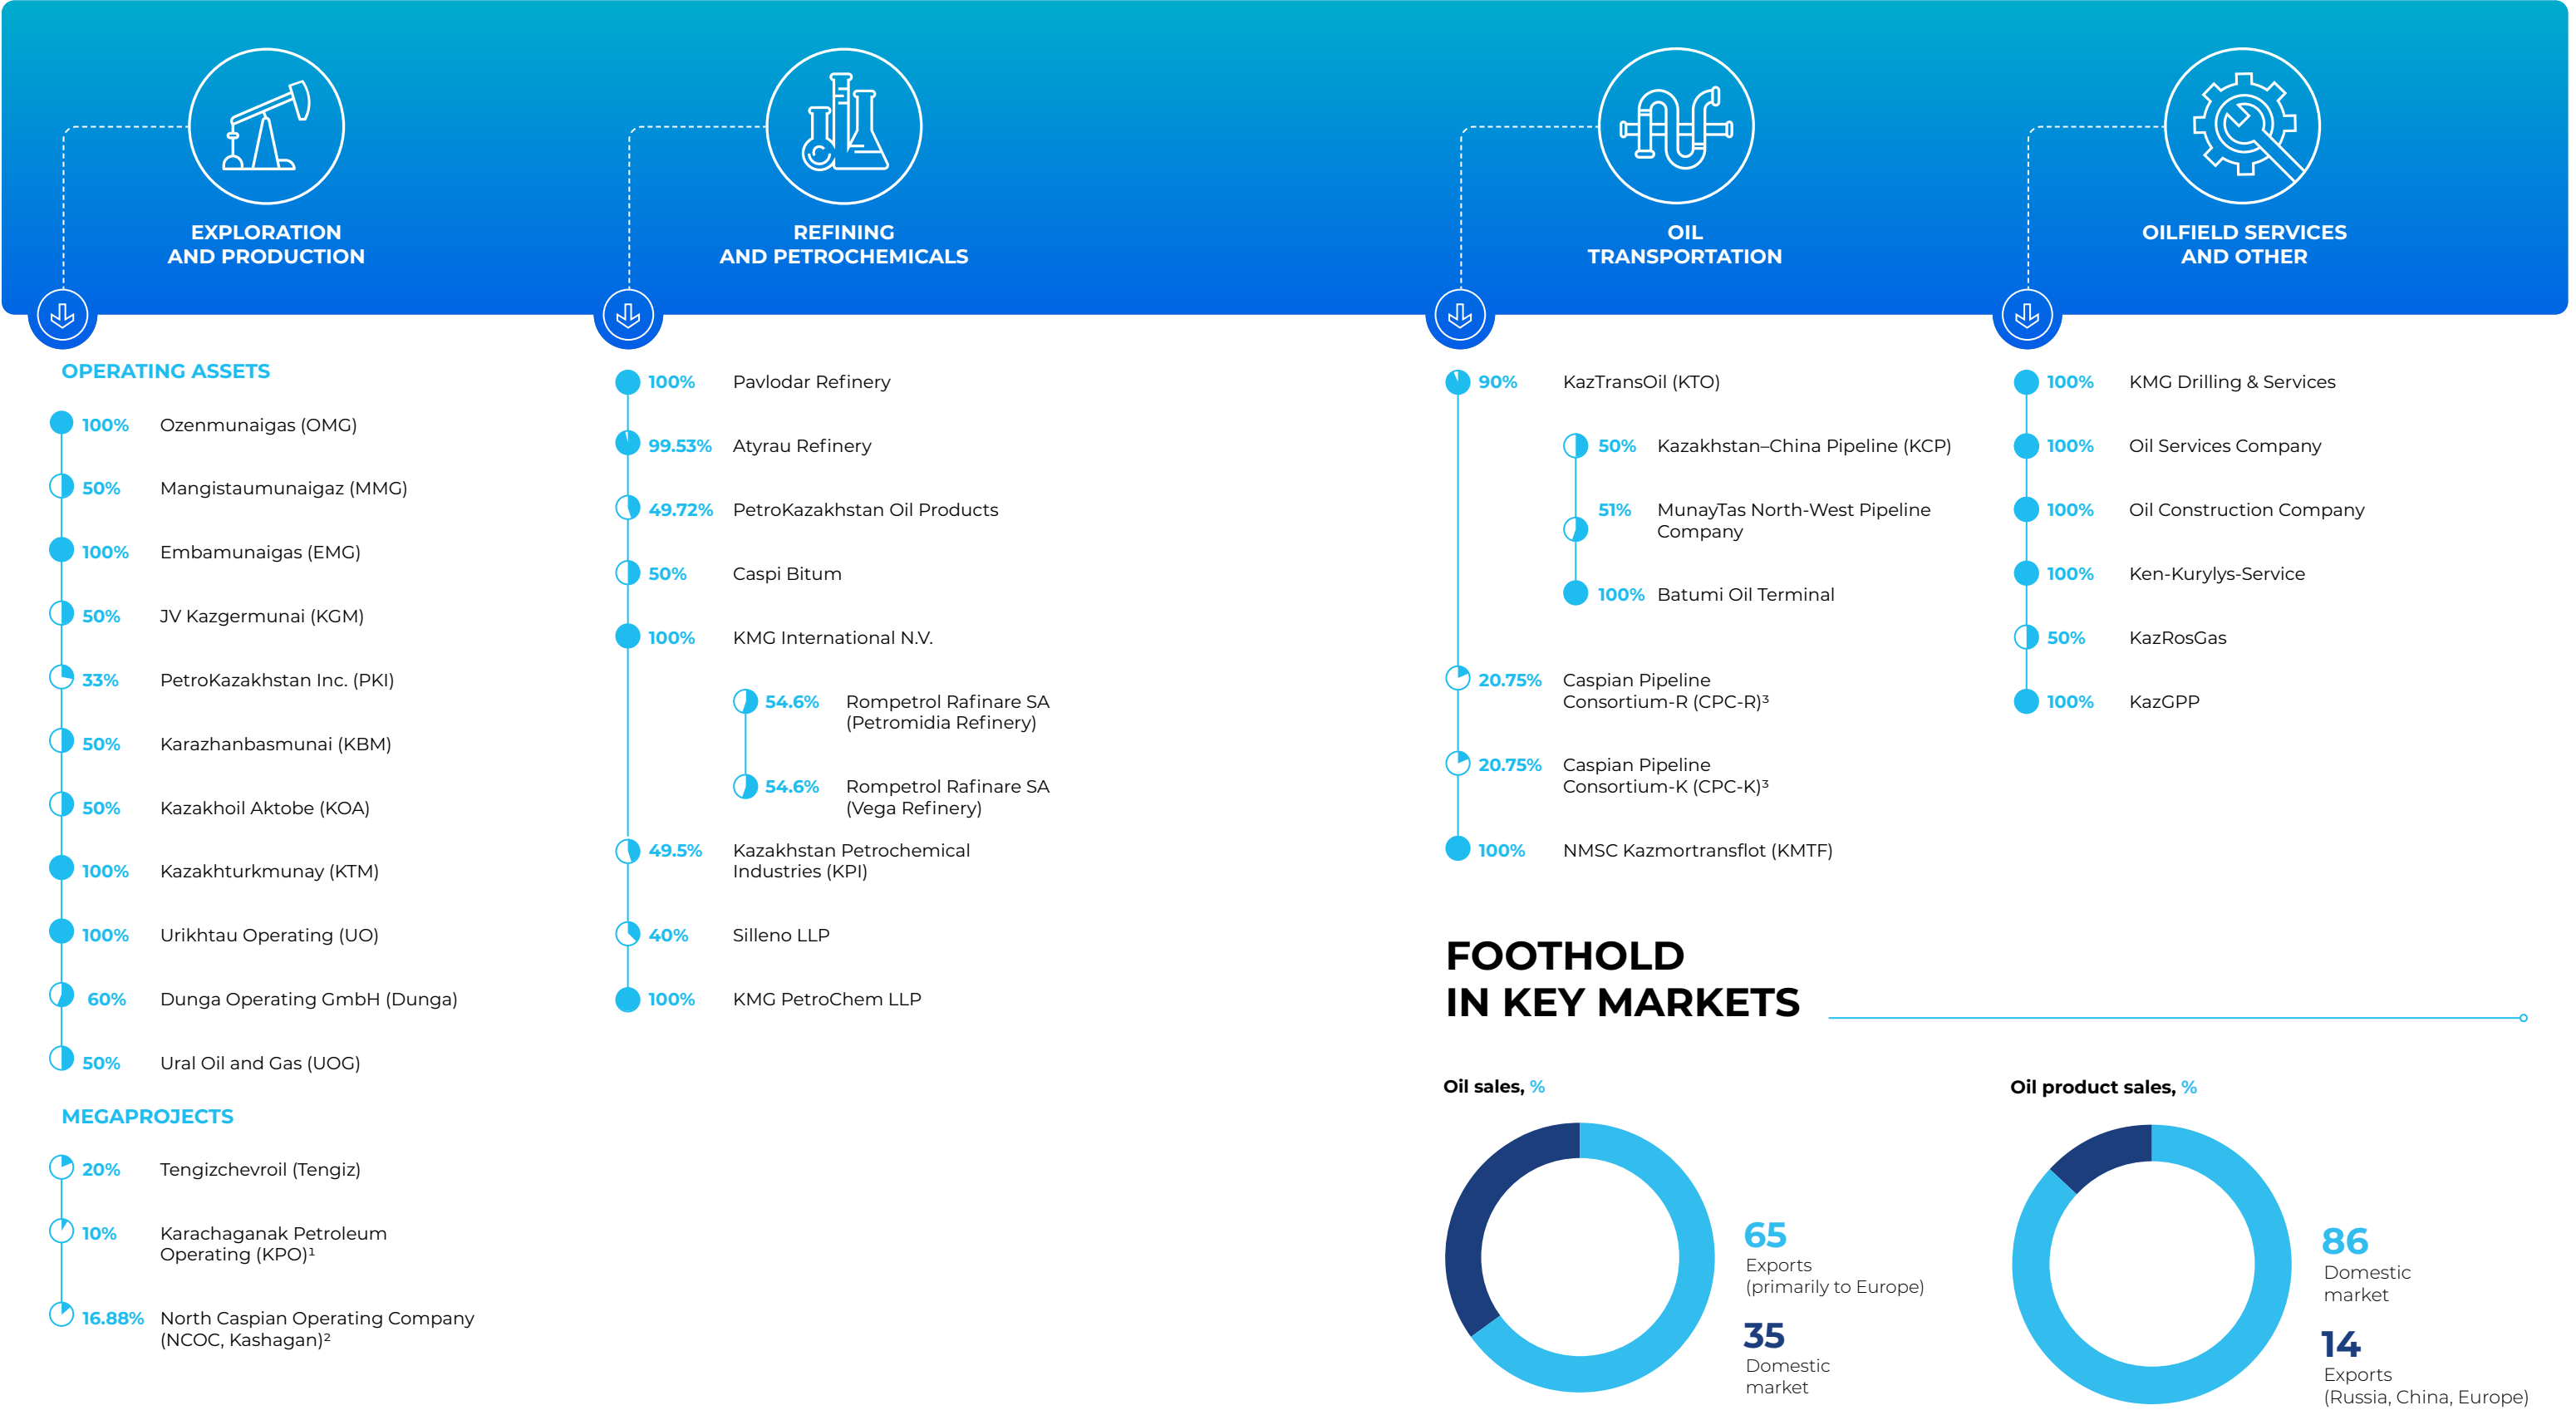 EXPLORATION
AND PRODUCTION
OPERATING ASSETS
100% Ozenmunaigas (OMG)
50% Mangistaumunaigaz (MMG)
100% Embamunaigas (EMG)
50% JV Kazgermunai (KGM)
33% PetroKazakhstan Inc. (PKI)
50% Karazhanbasmunai (KBM)
50% Kazakhoil Aktobe (KOA)
100% Kazakhturkmunay (KTM)
100% Urikhtau Operating (UO)
60% Dunga Operating GmbH (Dunga)
50% Ural Oil and Gas (UOG)
MEGAPROJECTS
20% Tengizchevroil (Tengiz)
10% Karachaganak Petroleum
Operating (KPO)¹
16.88% North Caspian Operating Company
(NCOC, Kashagan)²
REFINING
AND PETROCHEMICALS
100% Pavlodar Refinery
99.53% Atyrau Refinery
49.72% PetroKazakhstan Oil Products
50% Caspi Bitum
100% KMG International N.V.
54.6% Rompetrol Rafinare SA
(Petromidia Refinery)
54.6% Rompetrol Rafinare SA
(Vega Refinery)
49.5% Kazakhstan Petrochemical
Industries (KPI)
40% Silleno LLP
100% KMG PetroChem LLP
OIL
TRANSPORTATION
90% KazTransOil (KTO)
50% Kazakhstan–China Pipeline (KCP)
51% MunayTas North-West Pipeline
Company
100% Batumi Oil Terminal
20.75% Caspian Pipeline
Consortium-R (CPC-R)³
20.75% Caspian Pipeline
Consortium-K (CPC-K)³
100% NMSC Kazmortransflot (KMTF)
OILFIELD SERVICES
AND OTHER
100% KMG Drilling & Services
100% Oil Services Company
100% Oil Construction Company
100% Ken-Kurylys-Service
50% KazRosGas
100% KazGPP
FOOTHOLD
IN KEY MARKETS
Oil sales, %
65
Exports
(primarily to Europe)
35
Domestic
market
Oil product sales, %
86
Domestic
market
14
Exports
(Russia, China, Europe)